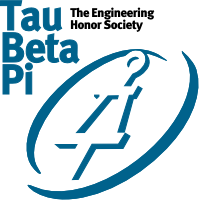 Tau
Beta
Pi
The Engineering
Honor Society